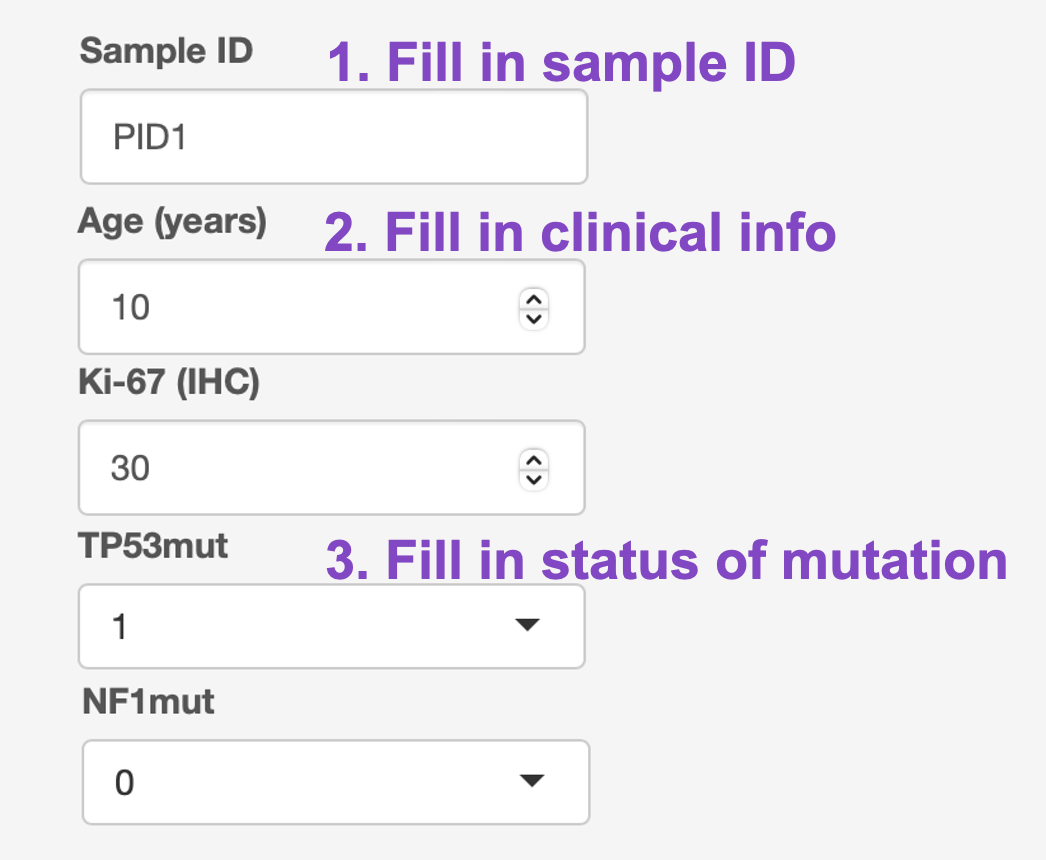 Sample ID
1. Fill in sample ID
PID1
Age (years)
2. Fill in clinical info
10
Ki-67 (IHC)
30
TP53mut
3. Fill in status of mutation
1
NF1mut
0